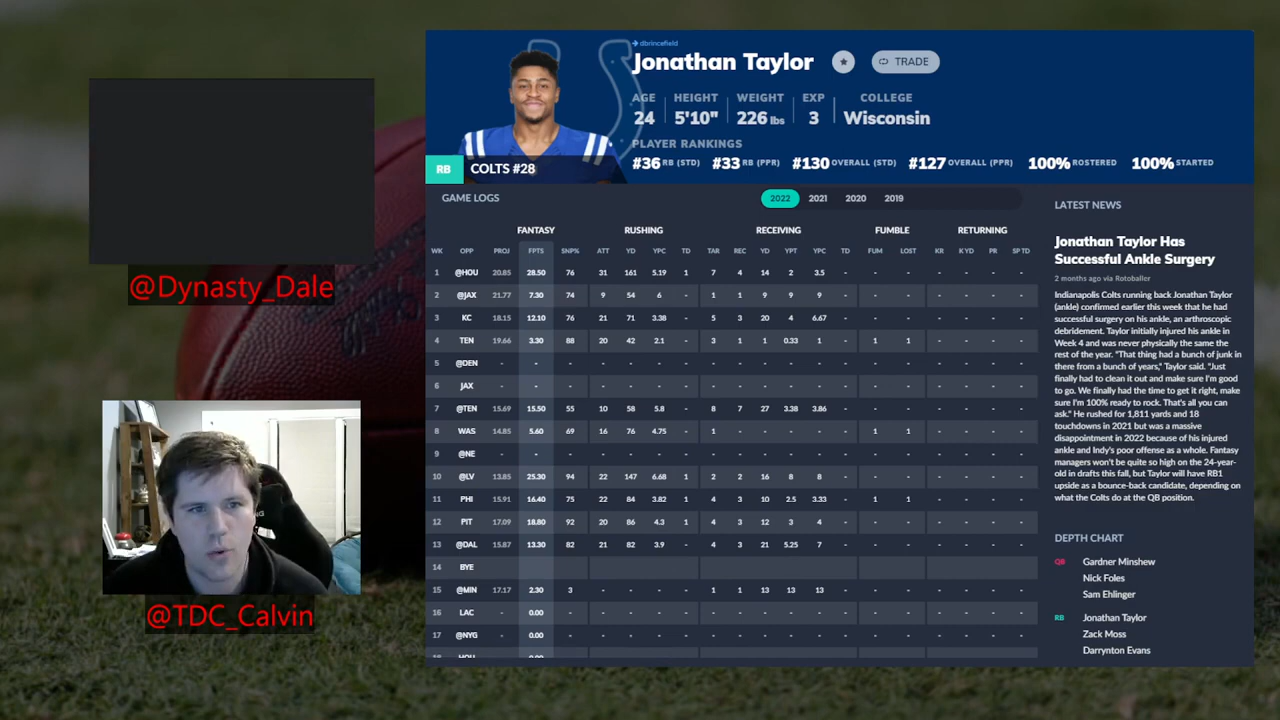 dbrincefield
Jonathan Taylor
TRADE
AGE HEIGHT WEIGHT EXP COLLEGE
24 5'10" 226 lbs 3 Wisconsin
PLAYER RANKINGS
#36 RB (STD) #33 RB (PPR) #130 OVERALL (STD) #127 OVERALL (PPR) 100% ROSTERED 100% STARTED
RB COLTS #28
GAME LOGS 2022 2021 2020 2019
FANTASY RUSHING RECEIVING FUMBLE RETURNING
WK OPP PROJ FPTS SNP% ATT YD YPC TD TAR REC YD YPT YPC TD FUM LOST KR KYD PR SP TD
1 @HOU 20.85 28.50 76 31 161 5.19 1 7 4 14 2 3.5 - - - - - - -
2 @JAX 21.77 7.30 74 9 54 6 - 1 1 9 9 9 - - - - - - -
3 KC 18.15 12.10 76 21 71 3.38 - 5 3 20 4 6.67 - - - - - - -
4 TEN 19.66 3.30 88 20 42 2.1 - 3 1 1 0.33 1 - 1 1 - - - -
5 @DEN - - - - - - - - - - - - - - - - - - -
6 JAX - - - - - - - - - - - - - - - - - - -
7 @TEN 15.69 15.50 55 10 58 5.8 - 8 7 27 3.38 3.86 - - - - - - -
8 WAS 14.85 5.60 69 16 76 4.75 - 1 - - - - - 1 1 - - - -
9 @NE - - - - - - - - - - - - - - - - - - -
10 @LV 13.85 25.30 94 22 147 6.68 1 2 2 16 8 8 - - - - - - -
11 PHI 15.91 16.40 75 22 84 3.82 1 4 3 10 2.5 3.33 - 1 1 - - - -
12 PIT 17.09 18.80 92 20 86 4.3 1 4 3 12 3 4 - - - - - - -
13 @DAL 15.87 13.30 82 21 82 3.9 - 4 3 21 5.25 7 - - - - - - -
14 BYE
15 @MIN 17.17 2.30 3 - - - - 1 1 13 13 13 - - - - - - -
16 LAC - 0.00 - - - - - - - - - - - - - - - - -
17 @NYG - 0.00 - - - - - - - - - - - - - - - - -
18 HOU - 0.00
LATEST NEWS
Jonathan Taylor Has
Successful Ankle Surgery
2 months ago via Rotoballer
Indianapolis Colts running back Jonathan Taylor
(ankle) confirmed earlier this week that he had
successful surgery on his ankle, an arthroscopic
debridement. Taylor initially injured his ankle in
Week 4 and was never physically the same the
rest of the year. "That thing had a bunch of junk in
there from a bunch of years," Taylor said. "Just
finally had to clean it out and make sure I'm good
to go. We finally had the time to get it right, make
sure I'm 100% ready to rock. That's all you can
ask." He rushed for 1,811 yards and 18
touchdowns in 2021 but was a massive
disappointment in 2022 because of his injured
ankle and Indy's poor offense as a whole. Fantasy
managers won't be quite so high on the 24-year-
old in drafts this fall, but Taylor will have RB1
upside as a bounce-back candidate, depending on
what the Colts do at the QB position.
DEPTH CHART
QB Gardner Minshew
Nick Foles
Sam Ehlinger
RB Jonathan Taylor
Zack Moss
Darrynton Evans
@Dynasty_Dale
@TDC_Calvin